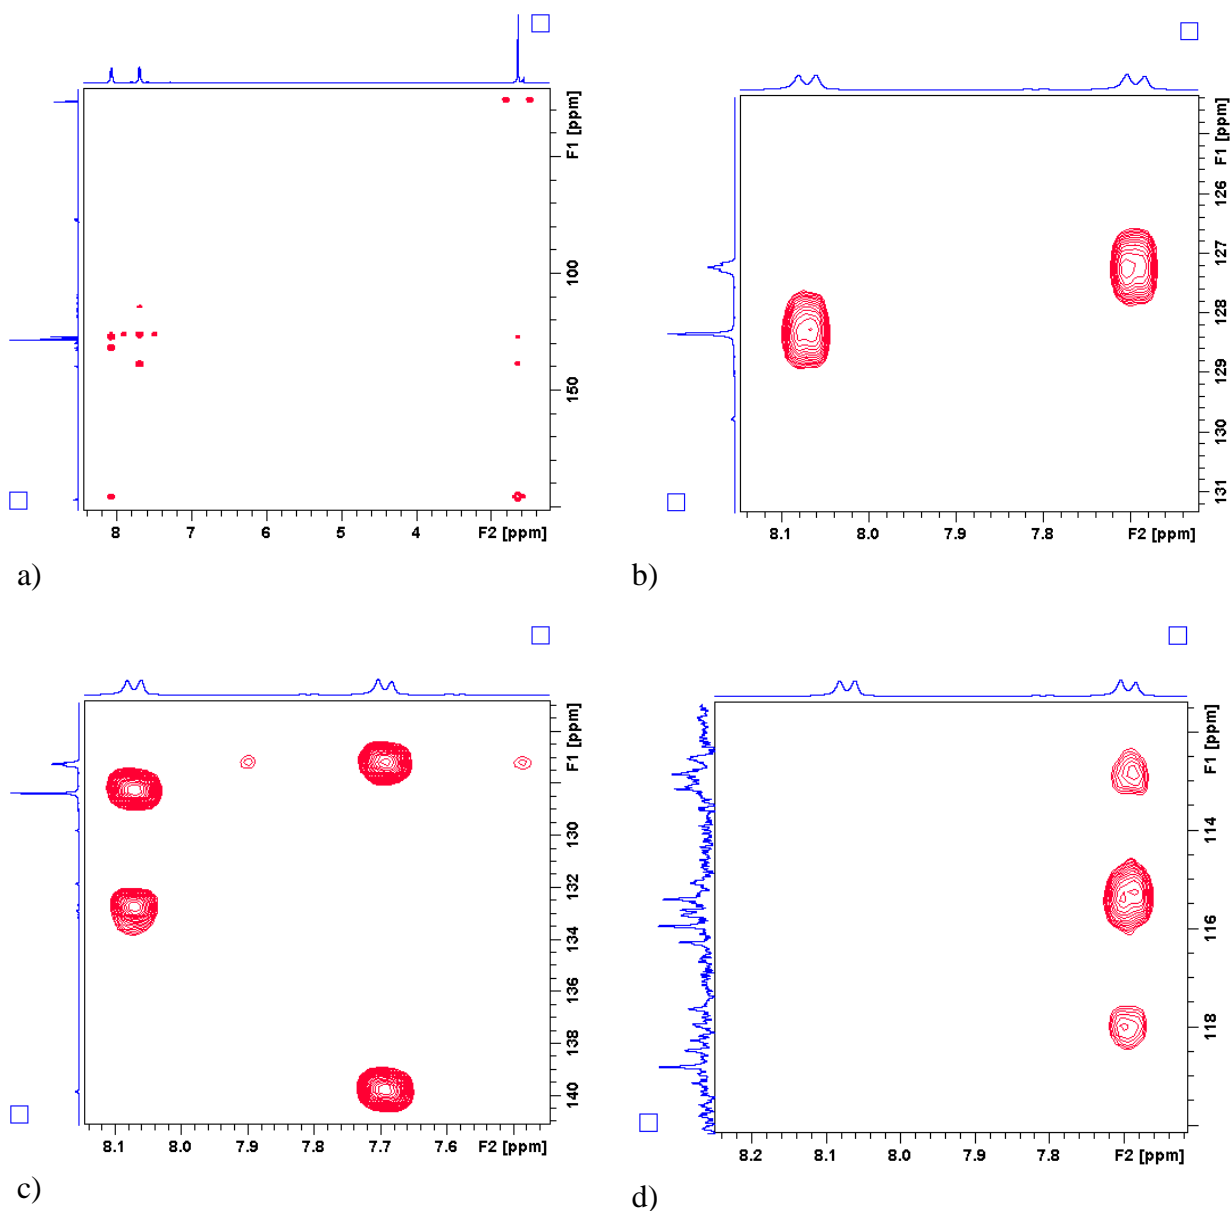 F1 [ppm]
100
150
8 7 6 5 4 F2 [ppm]
a)
F1 [ppm]
126
127
128
129
130
131
8.1 8.0 7.9 7.8 F2 [ppm]
b)
F1 [ppm]
130
132
134
136
138
140
8.1 8.0 7.9 7.8 7.7 7.6 F2 [ppm]
c)
F1 [ppm]
114
116
118
8.2 8.1 8.0 7.9 7.8 F2 [ppm]
d)